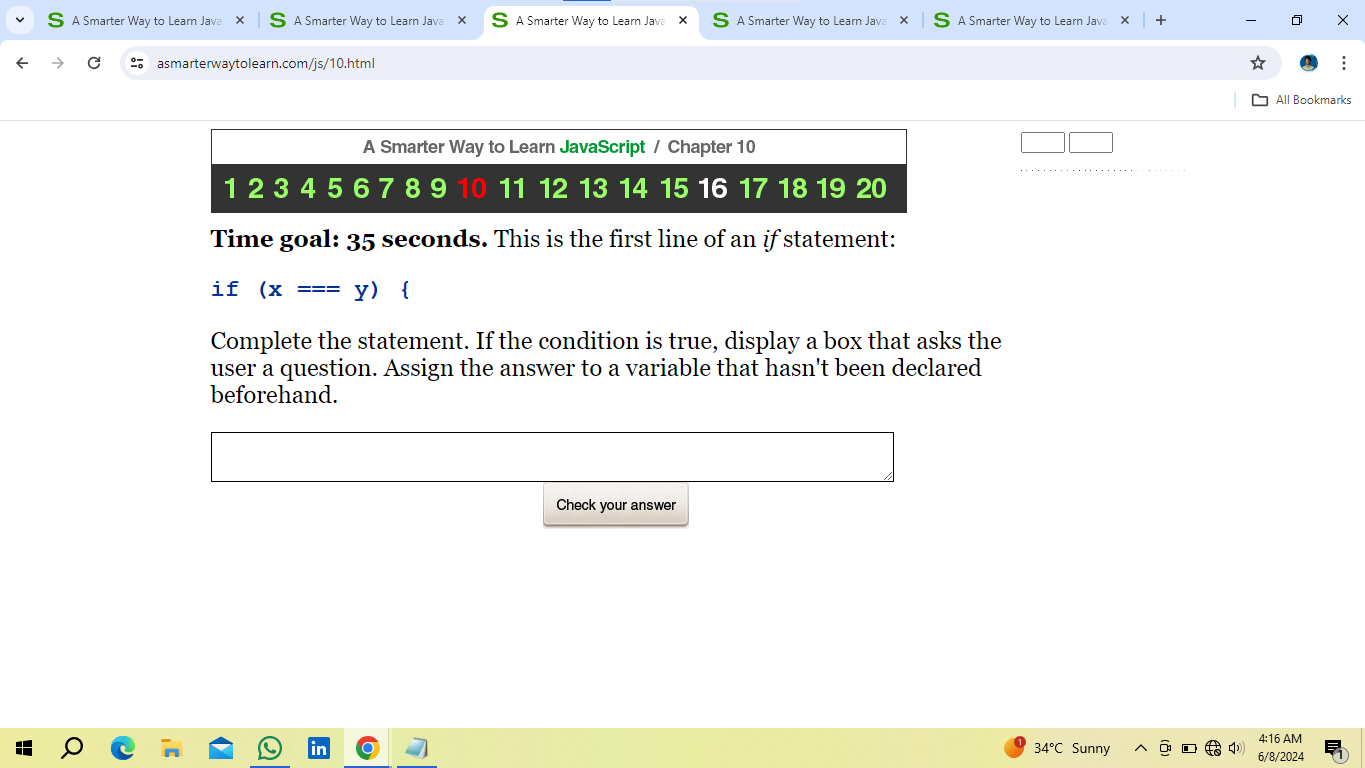 A Smarter Way to Learn Java
A Smarter Way to Learn Java
A Smarter Way to Learn Java
A Smarter Way to Learn Java
A Smarter Way to Learn Java
asmarterwaytolearn.com/js/10.html
All Bookmarks
A Smarter Way to Learn JavaScript / Chapter 10
1 2 3 4 5 6 7 8 9 10 11 12 13 14 15 16 17 18 19 20
Time goal: 35 seconds. This is the first line of an if statement:
if (x === y) {
Complete the statement. If the condition is true, display a box that asks the
user a question. Assign the answer to a variable that hasn't been declared
beforehand.
Check your answer
1
34°C Sunny
4:16 AM
6/8/2024
1